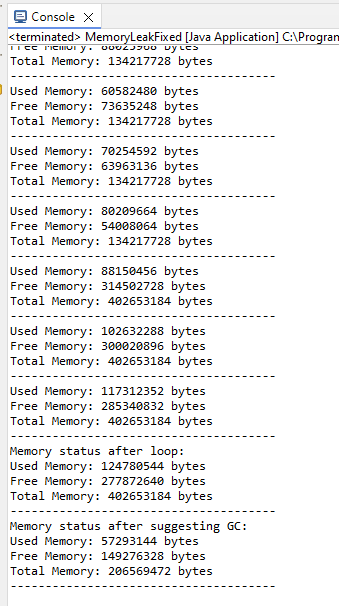 Console
<terminated> MemoryLeakFixed [Java Application] C:\Program
Free Memory: 88025968 bytes
Total Memory: 134217728 bytes
--------------------------------------
Used Memory: 60582480 bytes
Free Memory: 73635248 bytes
Total Memory: 134217728 bytes
--------------------------------------
Used Memory: 70254592 bytes
Free Memory: 63963136 bytes
Total Memory: 134217728 bytes
--------------------------------------
Used Memory: 80209664 bytes
Free Memory: 54008064 bytes
Total Memory: 134217728 bytes
--------------------------------------
Used Memory: 88150456 bytes
Free Memory: 314502728 bytes
Total Memory: 402653184 bytes
--------------------------------------
Used Memory: 102632288 bytes
Free Memory: 300020896 bytes
Total Memory: 402653184 bytes
--------------------------------------
Used Memory: 117312352 bytes
Free Memory: 285340832 bytes
Total Memory: 402653184 bytes
--------------------------------------
Memory status after loop:
Used Memory: 124780544 bytes
Free Memory: 277872640 bytes
Total Memory: 402653184 bytes
--------------------------------------
Memory status after suggesting GC:
Used Memory: 57293144 bytes
Free Memory: 149276328 bytes
Total Memory: 206569472 bytes
--------------------------------------